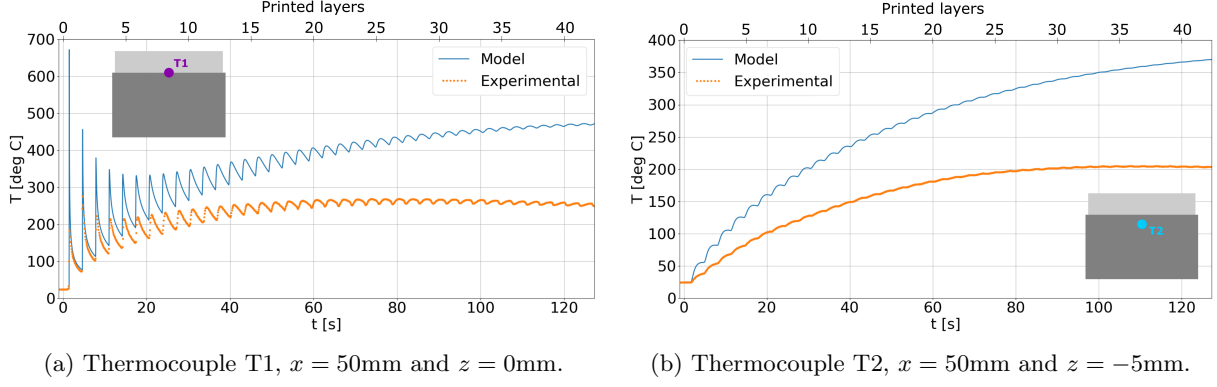 Printed layers
0 5 10 15 20 25 30 35 40
700
600
500
400
300
200
100
0
T [deg C]
T1
Model
Experimental
0 20 40 60 80 100 120
t [s]
(a) Thermocouple T1, x = 50mm and z = 0mm.
Printed layers
0 5 10 15 20 25 30 35 40
400
350
300
250
200
150
100
50
0
T [deg C]
Model
Experimental
T2
0 20 40 60 80 100 120
t [s]
(b) Thermocouple T2, x = 50mm and z = −5mm.